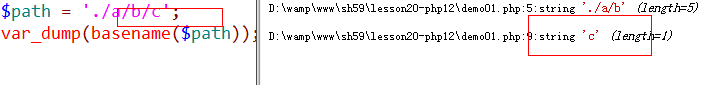 $path = './a/b/c';
var_dump(basename($path));
D:\wamp\www\sh59\lesson20-php12\demo01.php:5:string './a/b' (length=5)
D:\wamp\www\sh59\lesson20-php12\demo01.php:9:string 'c' (length=1)